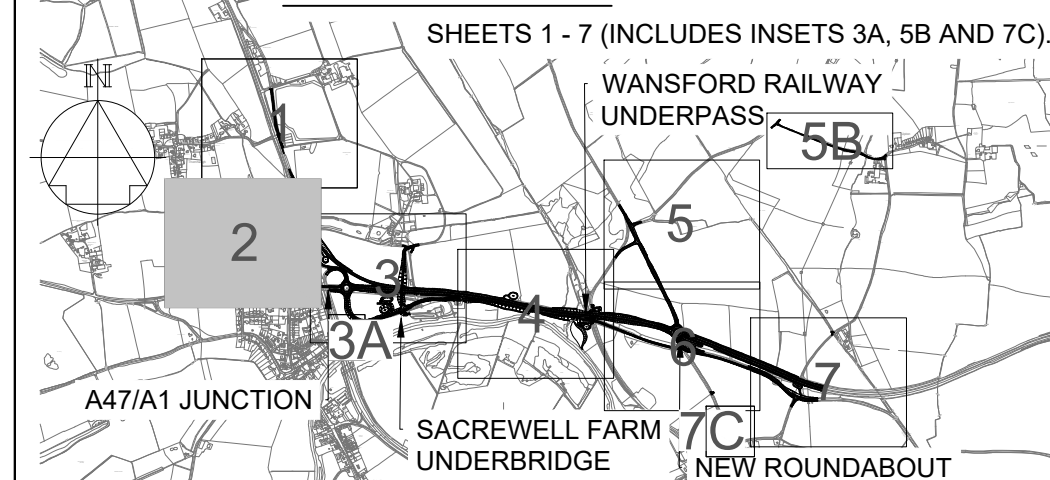 SHEETS 1 - 7 (INCLUDES INSETS 3A, 5B AND 7C).
N
WANSFORD RAILWAY
UNDERPASS
1
5B
2
5
3
4
3A
6
7
A47/A1 JUNCTION
SACREWELL FARM
UNDERBRIDGE
7C
NEW ROUNDABOUT